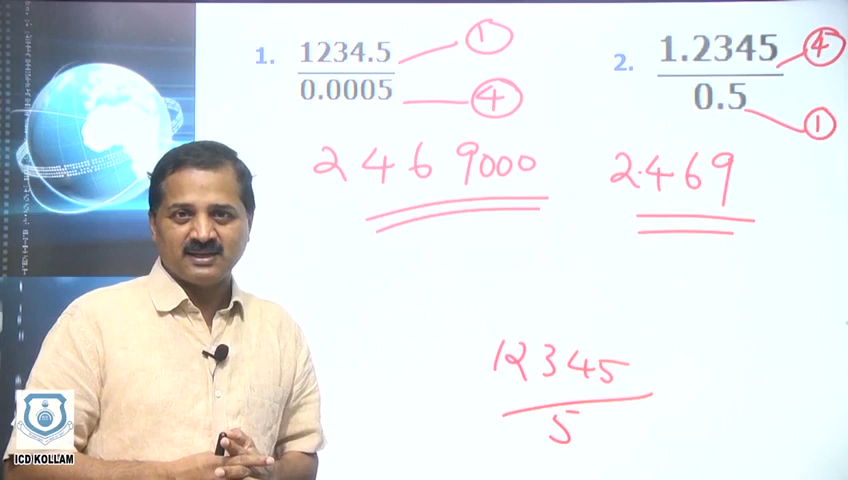 1. 1234.5 / 0.0005 ① ④
2. 1.2345 / 0.5 ④ ①
2469000
2.469
12345
5
ICD KOLLAM